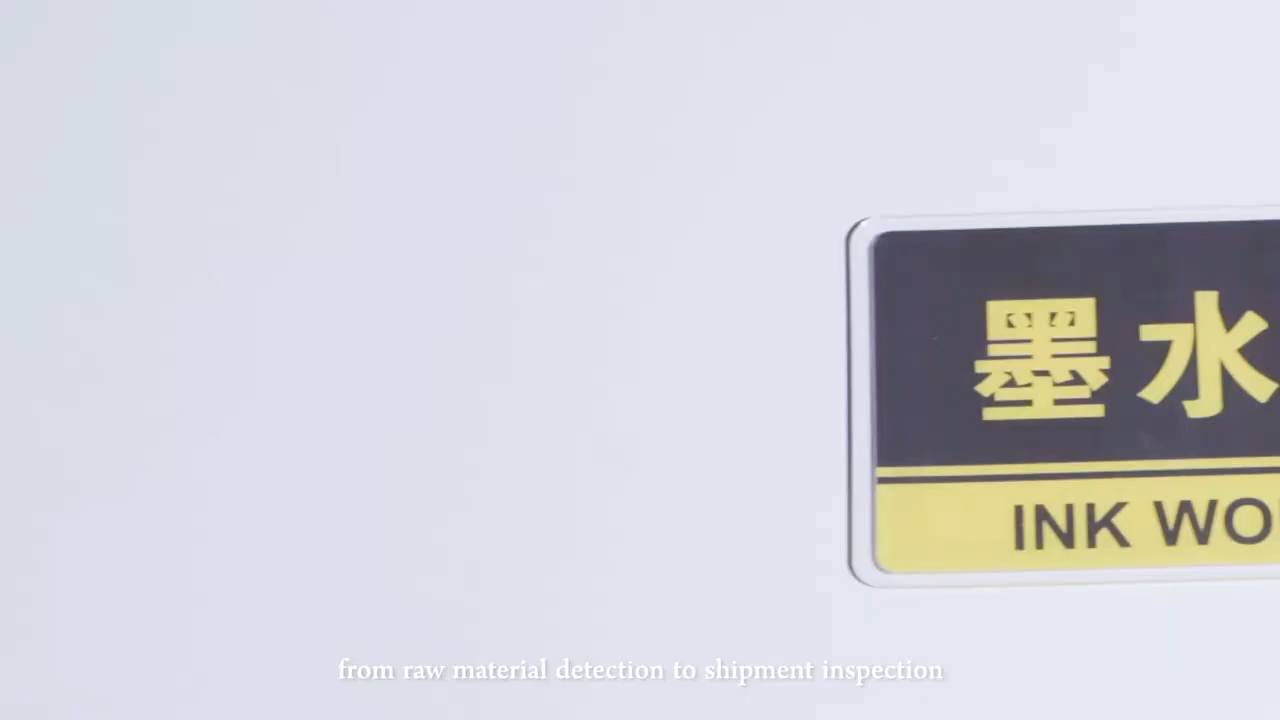 墨水
INK WO
from raw material detection to shipment inspection